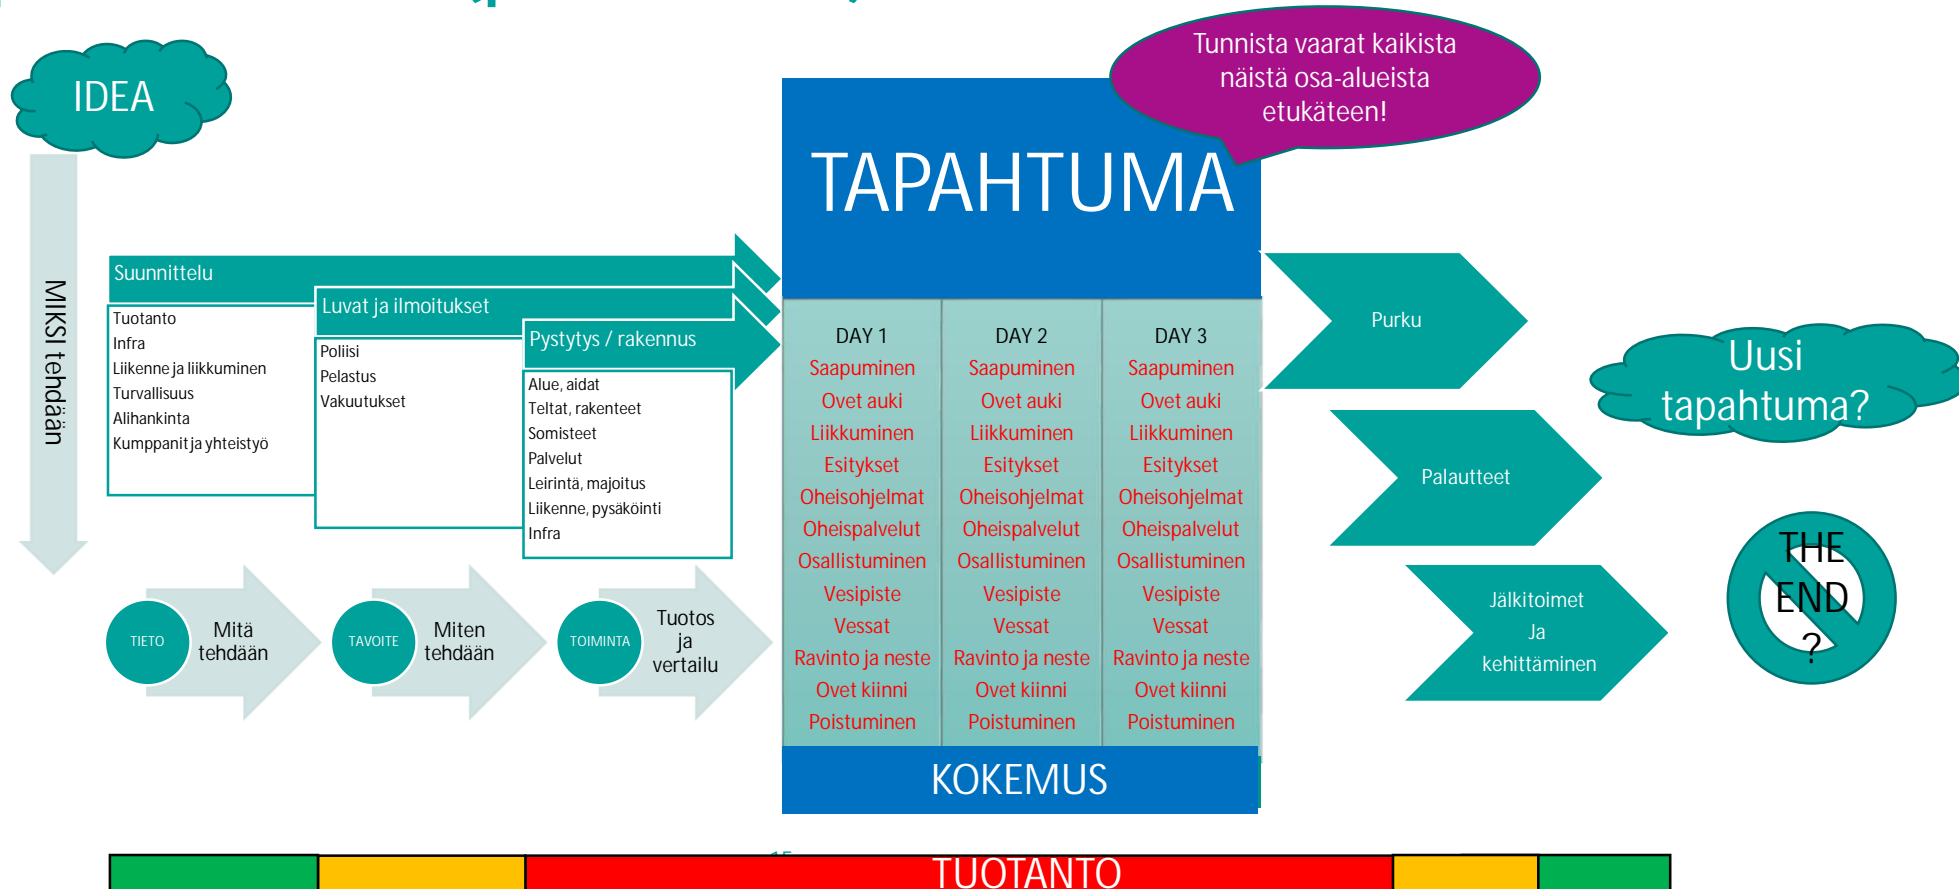 IDEA
MIKSI tehdään
Suunnittelu
Tuotanto
Infra
Liikenne ja liikkuminen
Turvallisuus
Alihankinta
Kumppanit ja yhteistyö
Luvat ja ilmoitukset
Poliisi
Pelastus
Vakuutukset
Pystytys / rakennus
Alue, aidat
Teltat, rakenteet
Somisteet
Palvelut
Leirintä, majoitus
Liikenne, pysäköinti
Infra
TIETO
Mitä
tehdään
TAVOITE
Miten
tehdään
TOIMINTA
Tuotos
ja
vertailu
Tunnista vaarat kaikista
näistä osa-alueista
etukäteen!
TAPAHTUMA
DAY 1
Saapuminen
Ovet auki
Liikkuminen
Esitykset
Oheisohjelmat
Oheispalvelut
Osallistuminen
Vesipiste
Vessat
Ravinto ja neste
Ovet kiinni
Poistuminen
DAY 2
Saapuminen
Ovet auki
Liikkuminen
Esitykset
Oheisohjelmat
Oheispalvelut
Osallistuminen
Vesipiste
Vessat
Ravinto ja neste
Ovet kiinni
Poistuminen
DAY 3
Saapuminen
Ovet auki
Liikkuminen
Esitykset
Oheisohjelmat
Oheispalvelut
Osallistuminen
Vesipiste
Vessat
Ravinto ja neste
Ovet kiinni
Poistuminen
KOKEMUS
Purku
Palautteet
Jälkitoimet
Ja
kehittäminen
Uusi
tapahtuma?
THE
END
?
TUOTANTO